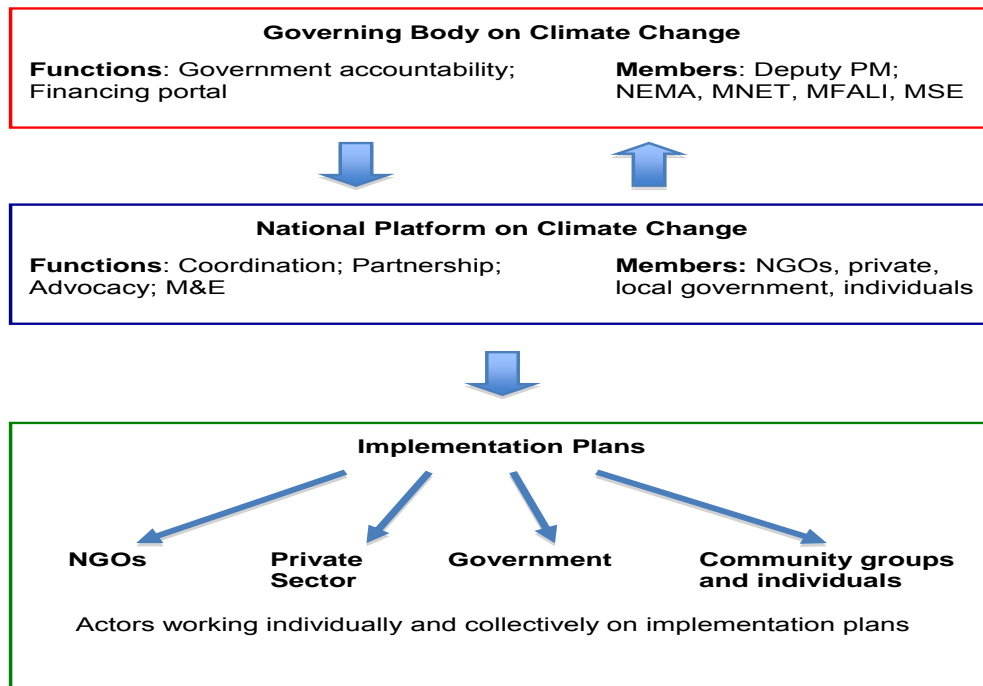 Governing Body on Climate Change
Functions: Government accountability;
Financing portal
Members: Deputy PM;
NEMA, MNET, MFALI, MSE
National Platform on Climate Change
Functions: Coordination; Partnership;
Advocacy; M&E
Members: NGOs, private,
local government, individuals
Implementation Plans
NGOs
Private
Sector
Government
Community groups
and individuals
Actors working individually and collectively on implementation plans